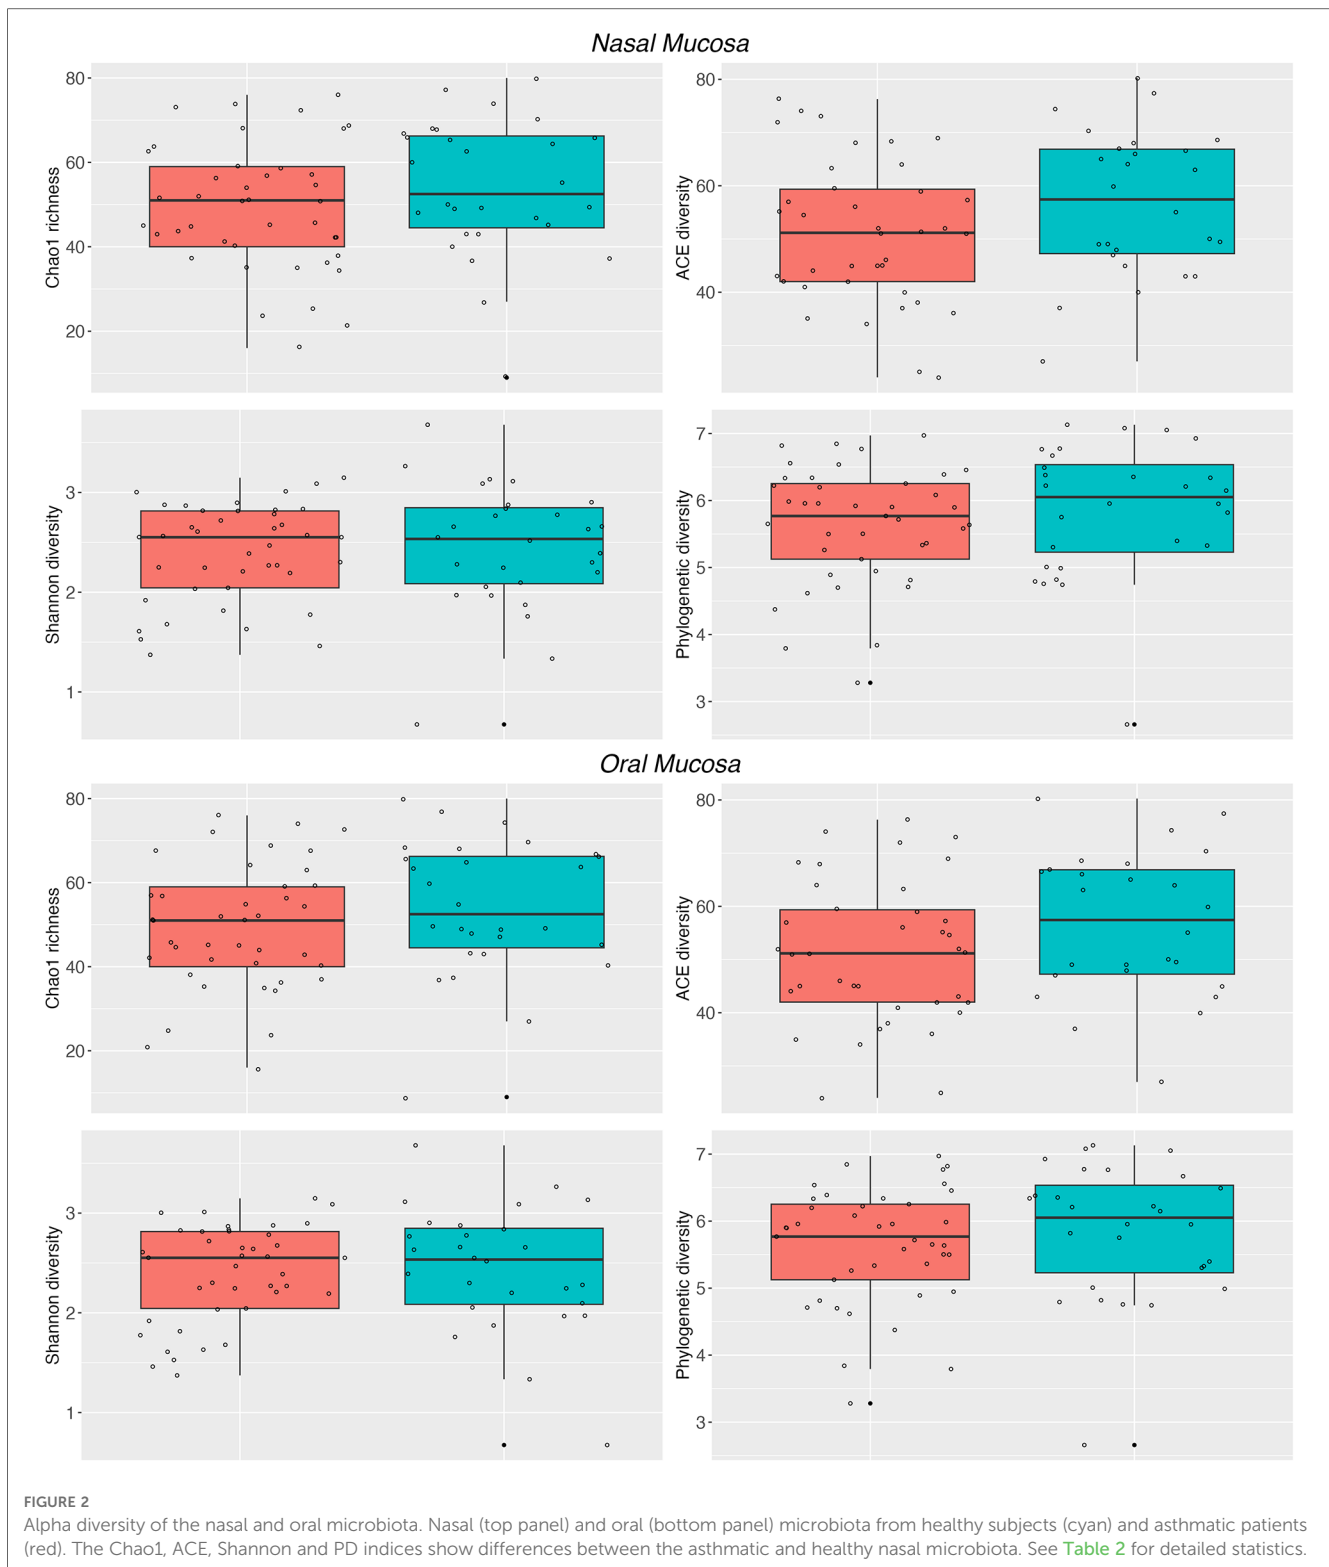 Nasal Mucosa
Chao1 richness
80
60
40
20
ACE diversity
80
60
40
Shannon diversity
3
2
1
Phylogenetic diversity
7
6
5
4
3
Oral Mucosa
Chao1 richness
80
60
40
20
ACE diversity
80
60
40
Shannon diversity
3
2
1
Phylogenetic diversity
7
6
5
4
3
FIGURE 2
Alpha diversity of the nasal and oral microbiota. Nasal (top panel) and oral (bottom panel) microbiota from healthy subjects (cyan) and asthmatic patients
(red). The Chao1, ACE, Shannon and PD indices show differences between the asthmatic and healthy nasal microbiota. See Table 2 for detailed statistics.